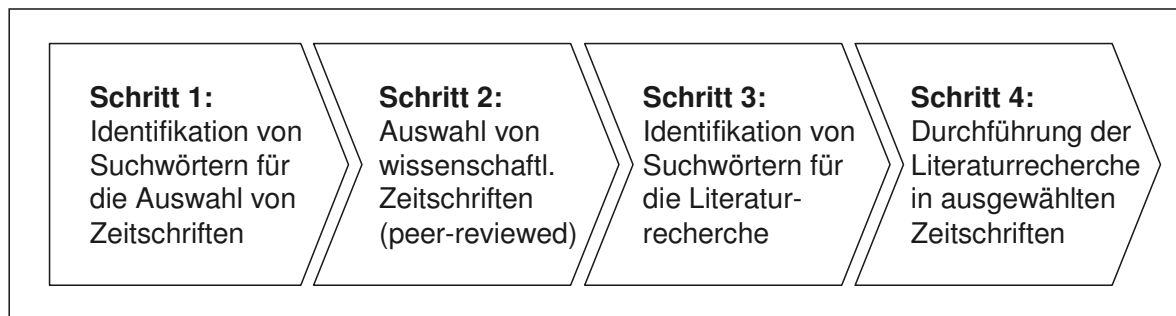 Schritt 1:
Identifikation von
Suchwörtern für
die Auswahl von
Zeitschriften
Schritt 2:
Auswahl von
wissenschaftl.
Zeitschriften
(peer-reviewed)
Schritt 3:
Identifikation von
Suchwörtern für
die Literatur-
recherche
Schritt 4:
Durchführung der
Literaturrecherche
in ausgewählten
Zeitschriften